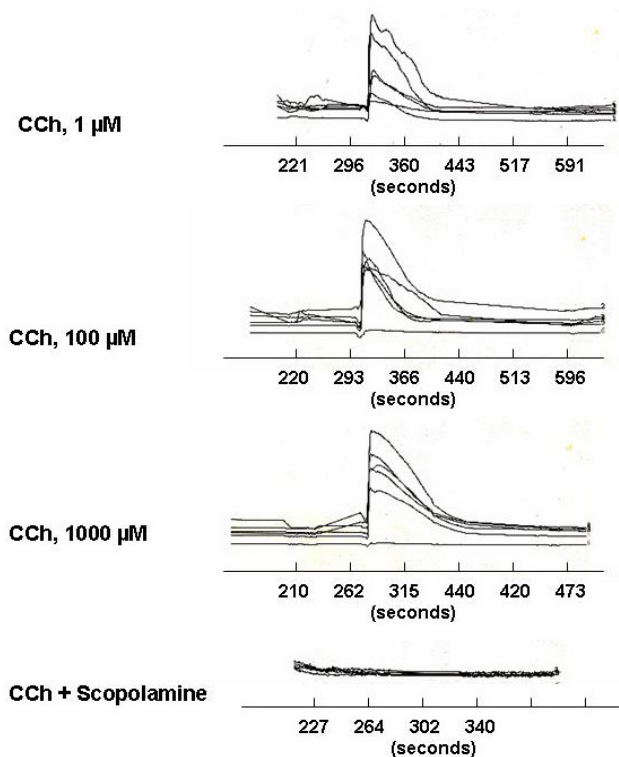 CCh, 1 µM
221 296 360 443 517 591
(seconds)
CCh, 100 µM
220 293 366 440 513 596
(seconds)
CCh, 1000 µM
210 262 315 440 420 473
(seconds)
CCh + Scopolamine
227 264 302 340
(seconds)